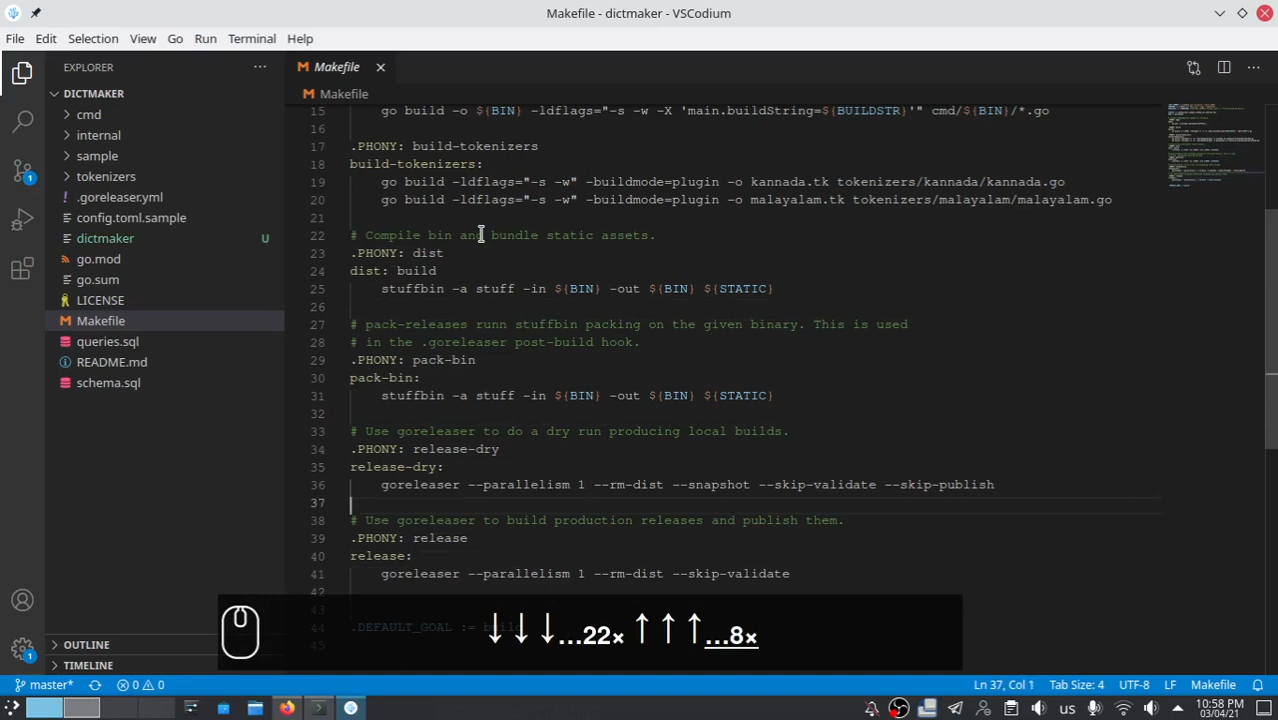 Makefile - dictmaker - VSCodium
File Edit Selection View Go Run Terminal Help
EXPLORER
Makefile
DICTMAKER
Makefile
cmd
internal
sample
tokenizers
.goreleaser.yml
config.toml.sample
dictmaker U
go.mod
go.sum
LICENSE
Makefile
queries.sql
README.md
schema.sql
15 go build -o ${BIN} -ldflags="-s -w -X 'main.buildString=${BUILDSTR}'" cmd/${BIN}/*.go
16
17 .PHONY: build-tokenizers
18 build-tokenizers:
19 go build -ldflags="-s -w" -buildmode=plugin -o kannada.tk tokenizers/kannada/kannada.go
20 go build -ldflags="-s -w" -buildmode=plugin -o malayalam.tk tokenizers/malayalam/malayalam.go
21
22 # Compile bin and bundle static assets.
23 .PHONY: dist
24 dist: build
25 stuffbin -a stuff -in ${BIN} -out ${BIN} ${STATIC}
26
27 # pack-releases runn stuffbin packing on the given binary. This is used
28 # in the .goreleaser post-build hook.
29 .PHONY: pack-bin
30 pack-bin:
31 stuffbin -a stuff -in ${BIN} -out ${BIN} ${STATIC}
32
33 # Use goreleaser to do a dry run producing local builds.
34 .PHONY: release-dry
35 release-dry:
36 goreleaser --parallelism 1 --rm-dist --snapshot --skip-validate --skip-publish
37
38 # Use goreleaser to build production releases and publish them.
39 .PHONY: release
40 release:
41 goreleaser --parallelism 1 --rm-dist --skip-validate
42
43
44 .DEFAULT_GOAL := build
45
↓↓↓...22× ↑↑↑...8×
OUTLINE
TIMELINE
1
1
master* 0 0 Ln 37, Col 1 Tab Size: 4 UTF-8 LF Makefile
us 10:58 PM
03/04/21